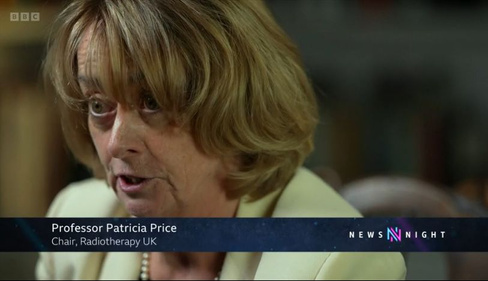 BBC
Professor Patricia Price
Chair, Radiotherapy UK
NEWSNIGHT